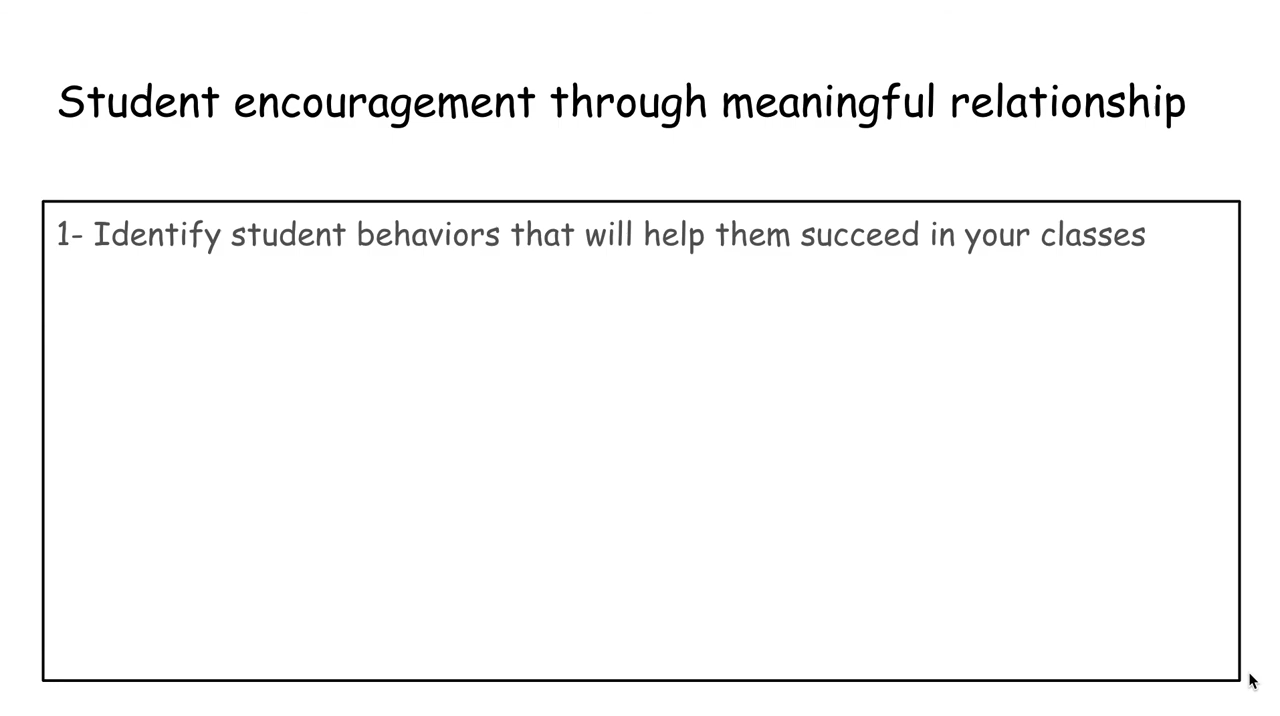 Student encouragement through meaningful relationship
1- Identify student behaviors that will help them succeed in your classes